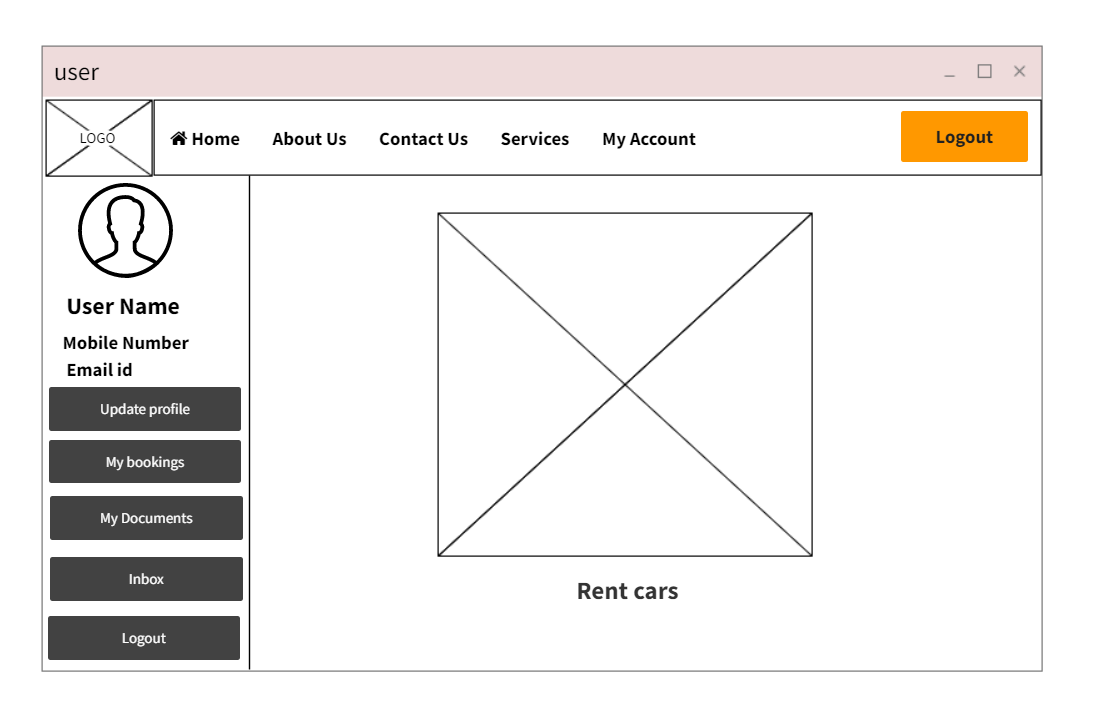 user
LOGO
Home About Us Contact Us Services My Account Logout
User Name
Mobile Number
Email id
Update profile
My bookings
My Documents
Inbox
Logout
Rent cars